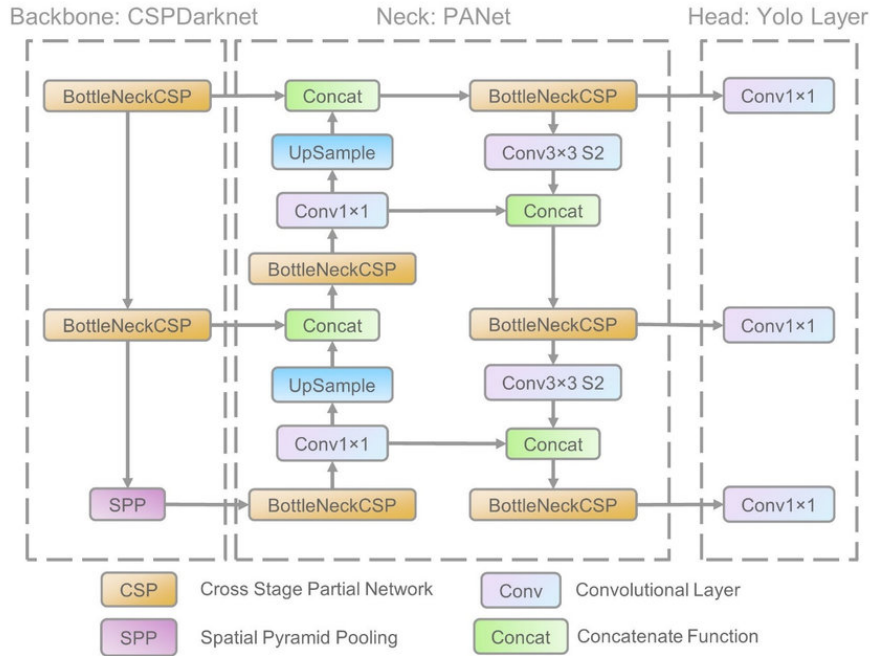 Backbone: CSPDarknet
Neck: PANet
Head: Yolo Layer
BottleNeckCSP
Concat
BottleNeckCSP
Conv1×1
UpSample
Conv3×3 S2
Conv1×1
Concat
BottleNeckCSP
BottleNeckCSP
Concat
BottleNeckCSP
Conv1×1
UpSample
Conv3×3 S2
Conv1×1
Concat
SPP
BottleNeckCSP
BottleNeckCSP
Conv1×1
CSP
Cross Stage Partial Network
Conv
Convolutional Layer
SPP
Spatial Pyramid Pooling
Concat
Concatenate Function